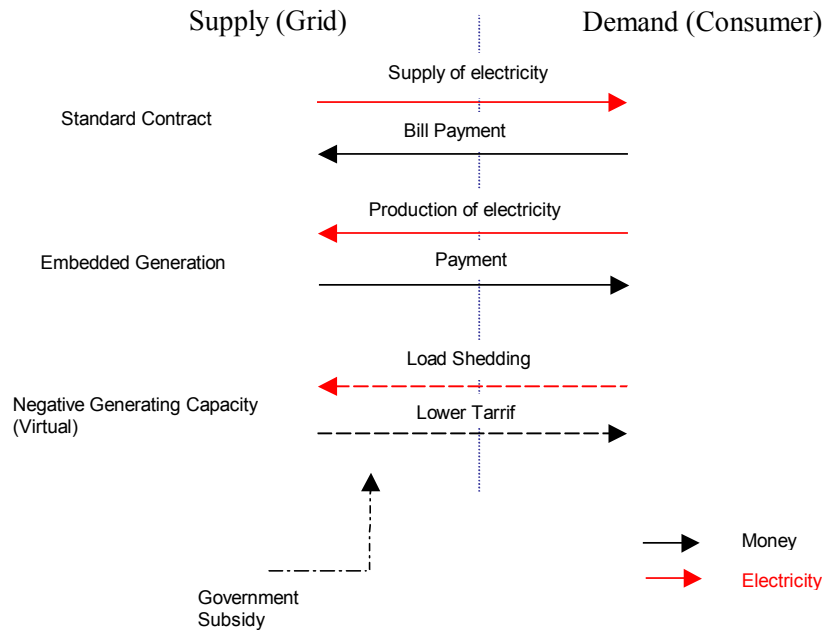 Supply (Grid)
Demand (Consumer)
Supply of electricity
Standard Contract
Bill Payment
Production of electricity
Embedded Generation
Payment
Load Shedding
Negative Generating Capacity
(Virtual)
Lower Tarrif
Money
Electricity
Government
Subsidy